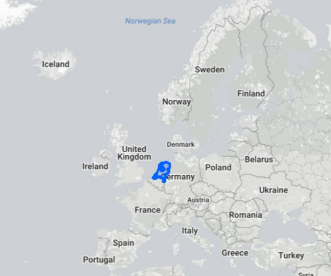 Norwegian Sea
Iceland
Sweden
Finland
Norway
Denmark
United
Kingdom
Ireland
Belarus
Poland
Germany
Ukraine
Austria
France
Romania
Italy
Spain
Greece
Turkey
Portugal
Syria